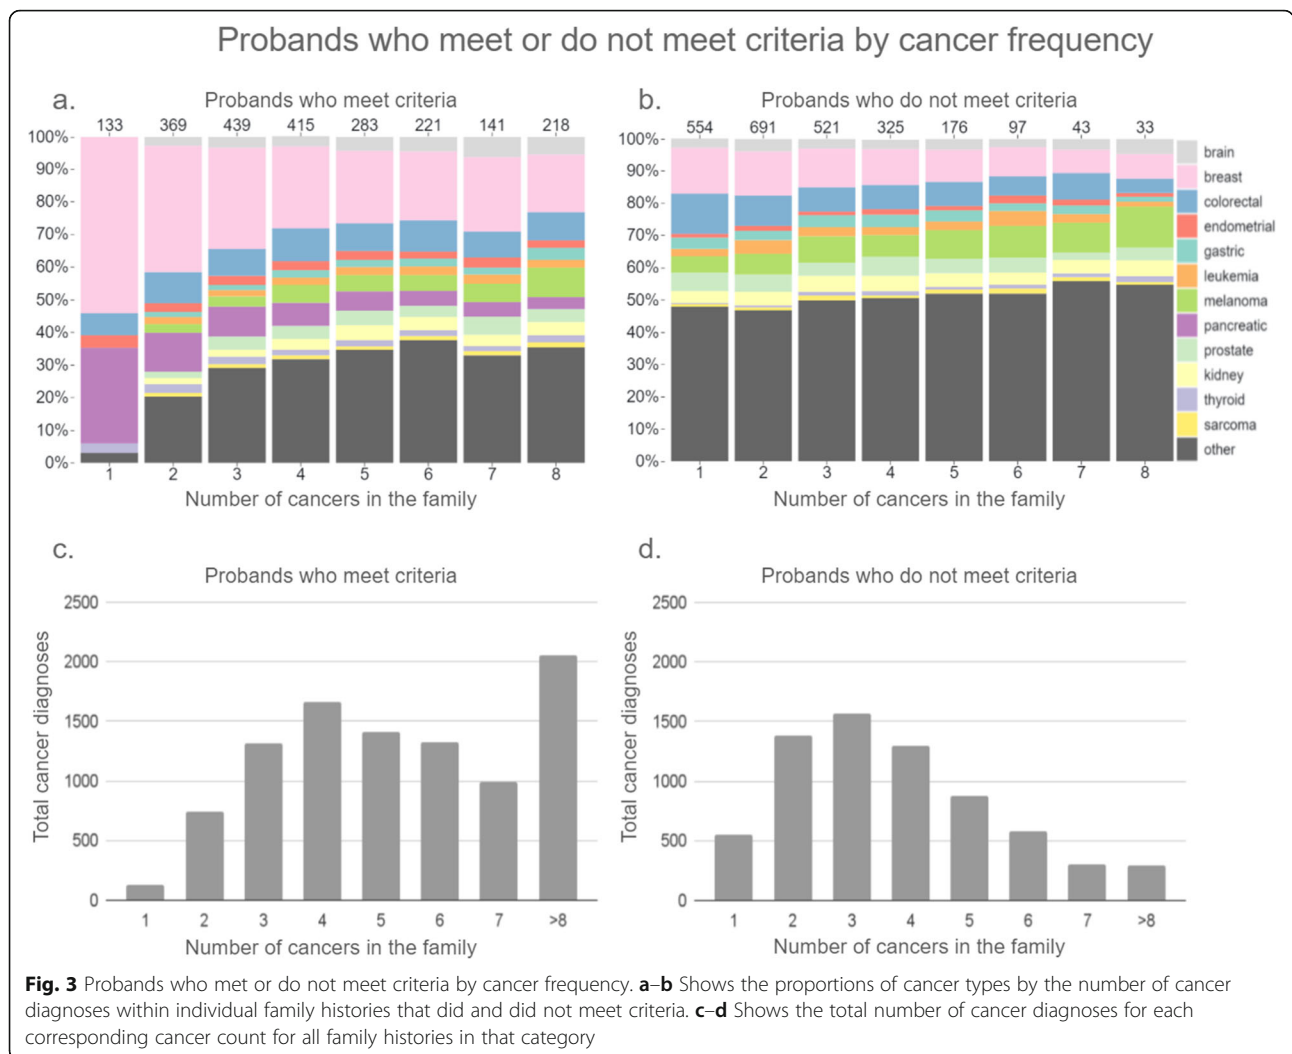 Probands who meet or do not meet criteria by cancer frequency
a.
Probands who meet criteria
133 369 439 415 283 221 141 218
100%
90%
80%
70%
60%
50%
40%
30%
20%
10%
0%
1 2 3 4 5 6 7 8
Number of cancers in the family
b.
Probands who do not meet criteria
554 691 521 325 176 97 43 33
100%
90%
80%
70%
60%
50%
40%
30%
20%
10%
0%
1 2 3 4 5 6 7 8
Number of cancers in the family
brain
breast
colorectal
endometrial
gastric
leukemia
melanoma
pancreatic
prostate
kidney
thyroid
sarcoma
other
c.
Probands who meet criteria
Total cancer diagnoses
2500
2000
1500
1000
500
0
1 2 3 4 5 6 7 >8
Number of cancers in the family
d.
Probands who do not meet criteria
Total cancer diagnoses
2500
2000
1500
1000
500
0
1 2 3 4 5 6 7 >8
Number of cancers in the family
Fig. 3 Probands who met or do not meet criteria by cancer frequency. a–b Shows the proportions of cancer types by the number of cancer
diagnoses within individual family histories that did and did not meet criteria. c–d Shows the total number of cancer diagnoses for each
corresponding cancer count for all family histories in that category